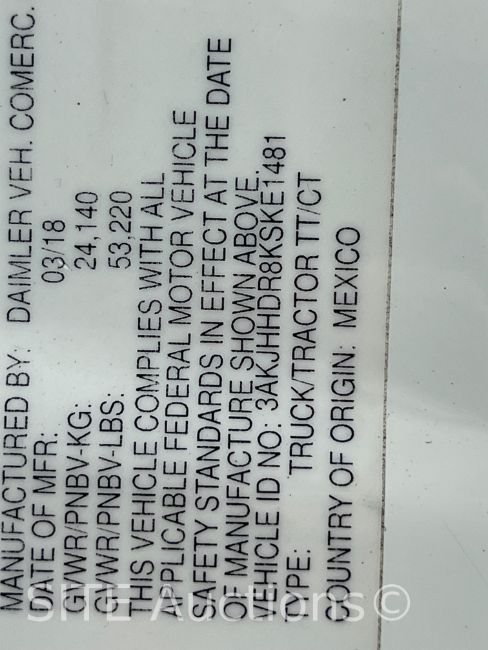 MANUFACTURED BY: DAIMLER VEH. COMERC.
DATE OF MFR: 03/18
GVWR/PNBV-KG: 24,140
GVWR/PNBV-LBS: 53,220
THIS VEHICLE COMPLIES WITH ALL
APPLICABLE FEDERAL MOTOR VEHICLE
SAFETY STANDARDS IN EFFECT AT THE DATE
OF MANUFACTURE SHOWN ABOVE.
VEHICLE ID NO: 3AKJHHDR8KSKE1481
TYPE: TRUCK/TRACTOR TT/CT
COUNTRY OF ORIGIN: MEXICO
SITE Auctions©